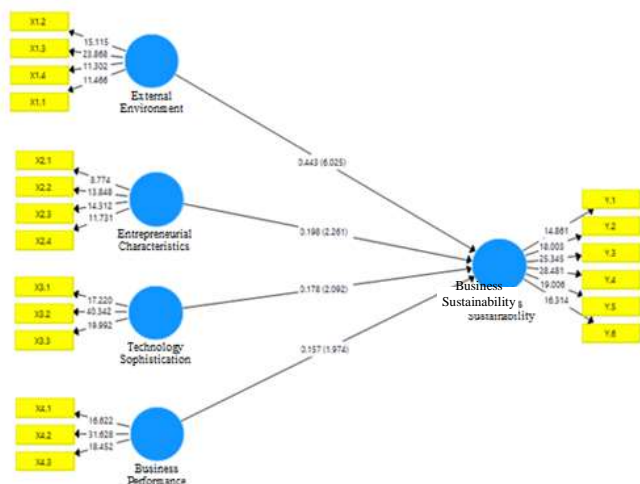 X1.2
X1.3
X1.4
X1.1
15.115
23.868
11.302
11.466
External
Environment
0.443 (6.025)
X2.1
X2.2
X2.3
X2.4
13.848
14.312
11.731
Entrepreneurial
Characteristics
0.198 (2.261)
X3.1
X3.2
X3.3
17.220
40.342
19.992
Technology
Sophistication
0.178 (2.092)
X4.1
X4.2
X4.3
16.622
31.628
18.452
Business
Performance
0.157 (1.974)
Business
Sustainability
Sustainability
14.861
18.003
25.345
28.481
19.006
16.314
Y.1
Y.2
Y.3
Y.4
Y.5
Y.6